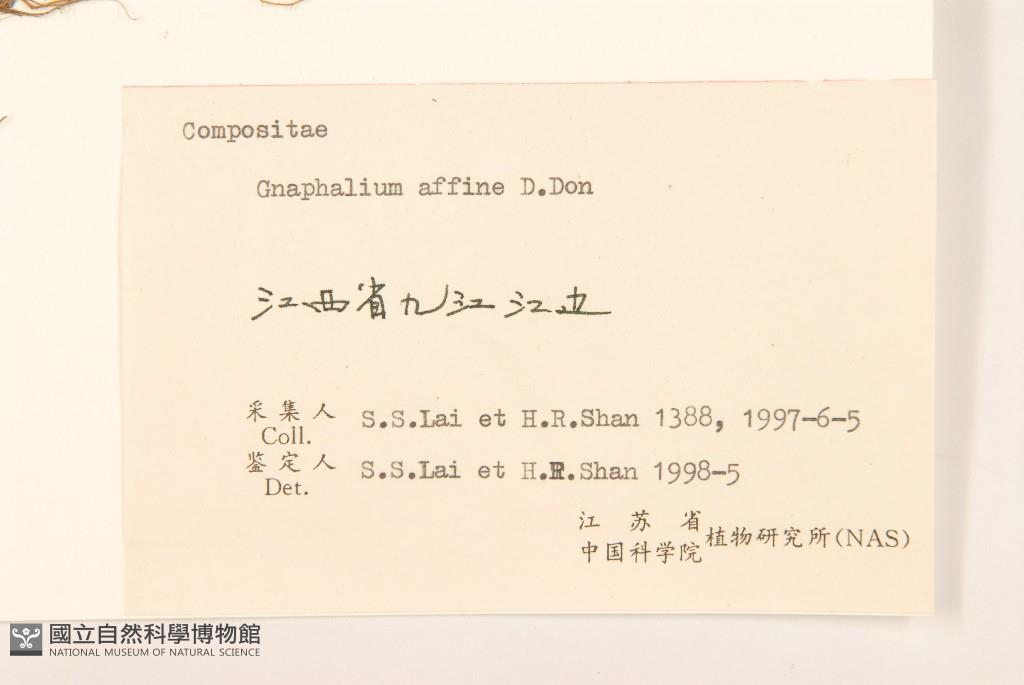 Compositae
Gnaphalium affine D.Don
江西省九江江边
采集人 S.S.Lai et H.R.Shan 1388, 1997-6-5
Coll.
鉴定人 S.S.Lai et H.R.Shan 1998-5
Det.
江苏省
中国科学院 植物研究所(NAS)
國立自然科學博物館
NATIONAL MUSEUM OF NATURAL SCIENCE